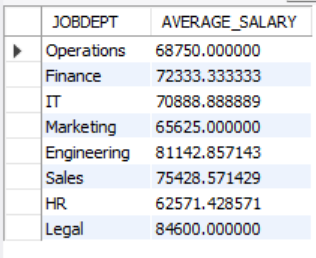 JOBDEPT AVERAGE_SALARY
Operations 68750.000000
Finance 72333.333333
IT 70888.888889
Marketing 65625.000000
Engineering 81142.857143
Sales 75428.571429
HR 62571.428571
Legal 84600.000000